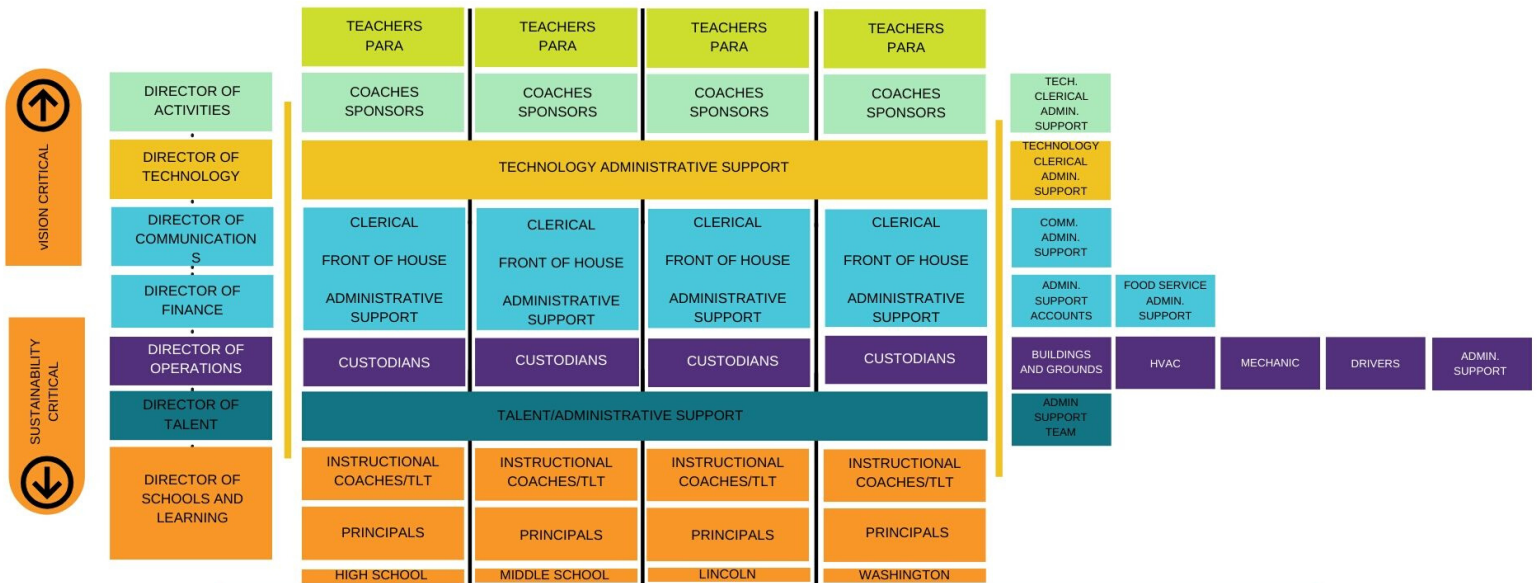 TEACHERS
PARA
TEACHERS
PARA
TEACHERS
PARA
TEACHERS
PARA
vISION CRITICAL
DIRECTOR OF
ACTIVITIES
COACHES
SPONSORS
COACHES
SPONSORS
COACHES
SPONSORS
COACHES
SPONSORS
TECH.
CLERICAL
ADMIN.
SUPPORT
DIRECTOR OF
TECHNOLOGY
TECHNOLOGY ADMINISTRATIVE SUPPORT
TECHNOLOGY
CLERICAL
ADMIN.
SUPPORT
DIRECTOR OF
COMMUNICATION
S
CLERICAL
FRONT OF HOUSE
ADMINISTRATIVE
SUPPORT
CLERICAL
FRONT OF HOUSE
ADMINISTRATIVE
SUPPORT
CLERICAL
FRONT OF HOUSE
ADMINISTRATIVE
SUPPORT
CLERICAL
FRONT OF HOUSE
ADMINISTRATIVE
SUPPORT
COMM.
ADMIN.
SUPPORT
DIRECTOR OF
FINANCE
ADMIN.
SUPPORT
ACCOUNTS
FOOD SERVICE
ADMIN.
SUPPORT
SUSTAINABILITY
CRITICAL
DIRECTOR OF
OPERATIONS
CUSTODIANS
CUSTODIANS
CUSTODIANS
CUSTODIANS
BUILDINGS
AND GROUNDS
HVAC
MECHANIC
DRIVERS
ADMIN.
SUPPORT
DIRECTOR OF
TALENT
TALENT/ADMINISTRATIVE SUPPORT
ADMIN
SUPPORT
TEAM
DIRECTOR OF
SCHOOLS AND
LEARNING
INSTRUCTIONAL
COACHES/TLT
INSTRUCTIONAL
COACHES/TLT
INSTRUCTIONAL
COACHES/TLT
INSTRUCTIONAL
COACHES/TLT
PRINCIPALS
PRINCIPALS
PRINCIPALS
PRINCIPALS
HIGH SCHOOL
MIDDLE SCHOOL
LINCOLN
WASHINGTON